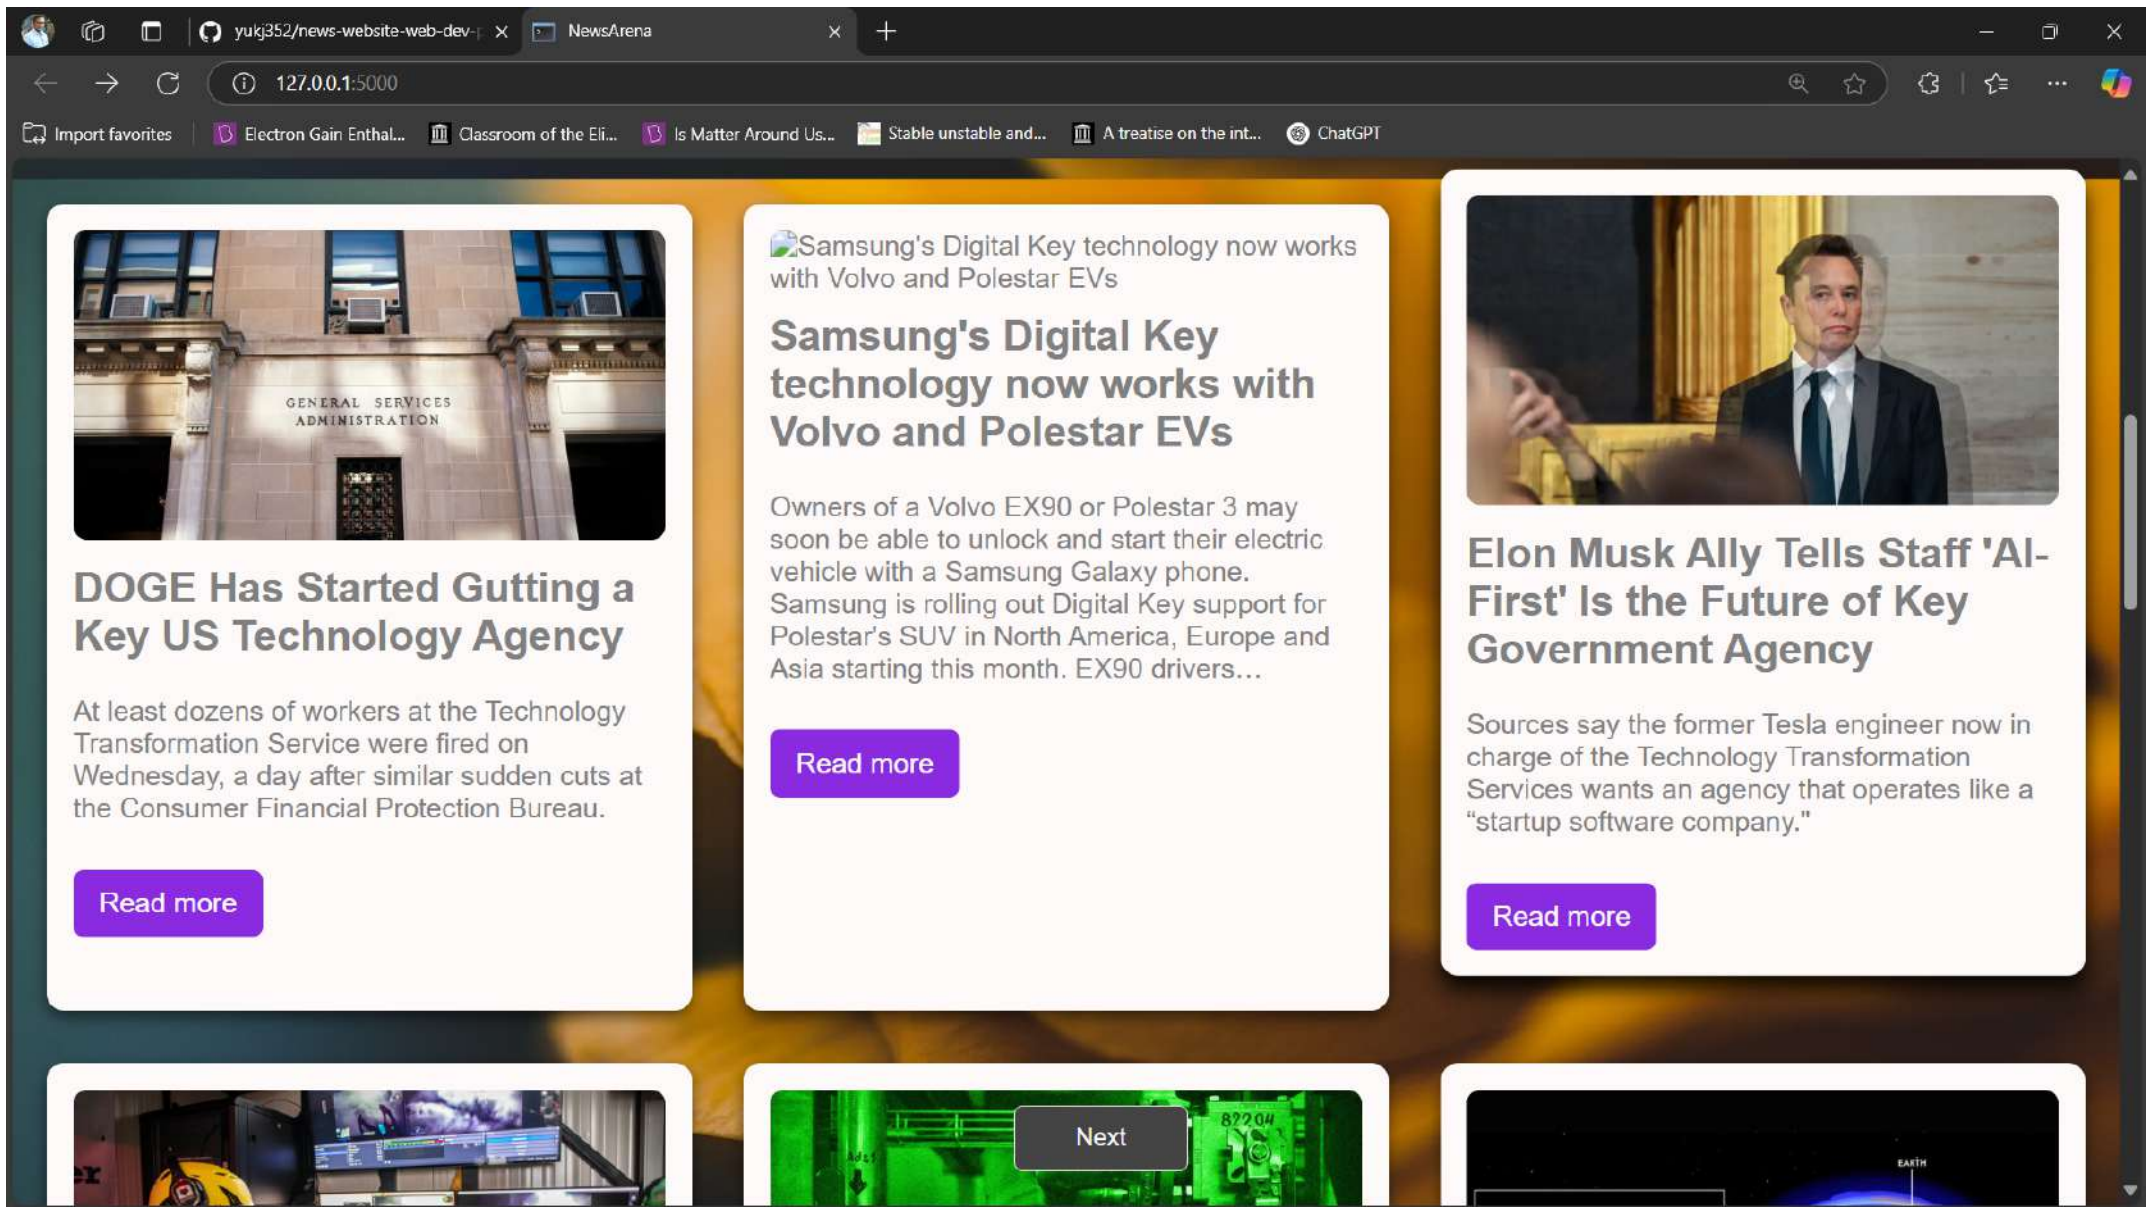 yukj352/news-website-web-dev-p
NewsArena
127.0.0.1:5000
Import favorites
Electron Gain Enthal...
Classroom of the Eli...
Is Matter Around Us...
Stable unstable and...
A treatise on the int...
ChatGPT
GENERAL SERVICES
ADMINISTRATION
DOGE Has Started Gutting a
Key US Technology Agency
At least dozens of workers at the Technology
Transformation Service were fired on
Wednesday, a day after similar sudden cuts at
the Consumer Financial Protection Bureau.
Read more
Samsung's Digital Key technology now works
with Volvo and Polestar EVs
Samsung's Digital Key
technology now works with
Volvo and Polestar EVs
Owners of a Volvo EX90 or Polestar 3 may
soon be able to unlock and start their electric
vehicle with a Samsung Galaxy phone.
Samsung is rolling out Digital Key support for
Polestar's SUV in North America, Europe and
Asia starting this month. EX90 drivers…
Read more
Elon Musk Ally Tells Staff 'AI-
First' Is the Future of Key
Government Agency
Sources say the former Tesla engineer now in
charge of the Technology Transformation
Services wants an agency that operates like a
“startup software company."
Read more
er
82204
Next
EARTH